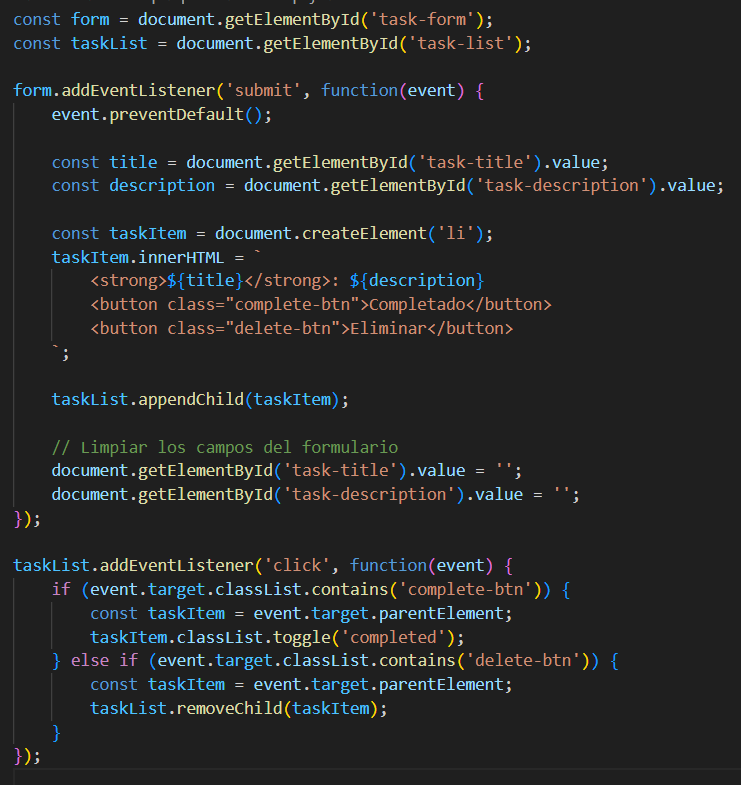 const form = document.getElementById('task-form');
const taskList = document.getElementById('task-list');
form.addEventListener('submit', function(event) {
    event.preventDefault();
    const title = document.getElementById('task-title').value;
    const description = document.getElementById('task-description').value;
    const taskItem = document.createElement('li');
    taskItem.innerHTML = `
        <strong>${title}</strong>: ${description}
        <button class="complete-btn">Completado</button>
        <button class="delete-btn">Eliminar</button>
    `;
    taskList.appendChild(taskItem);
    // Limpiar los campos del formulario
    document.getElementById('task-title').value = '';
    document.getElementById('task-description').value = '';
});
taskList.addEventListener('click', function(event) {
    if (event.target.classList.contains('complete-btn')) {
        const taskItem = event.target.parentElement;
        taskItem.classList.toggle('completed');
    } else if (event.target.classList.contains('delete-btn')) {
        const taskItem = event.target.parentElement;
        taskList.removeChild(taskItem);
    }
});